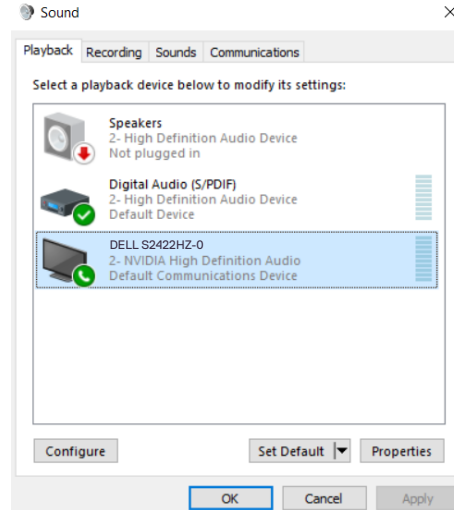 Sound
Playback Recording Sounds Communications
Select a playback device below to modify its settings:
Speakers
2- High Definition Audio Device
Not plugged in
Digital Audio (S/PDIF)
2- High Definition Audio Device
Default Device
DELL S2422HZ-0
2- NVIDIA High Definition Audio
Default Communications Device
Configure Set Default Properties
OK Cancel Apply